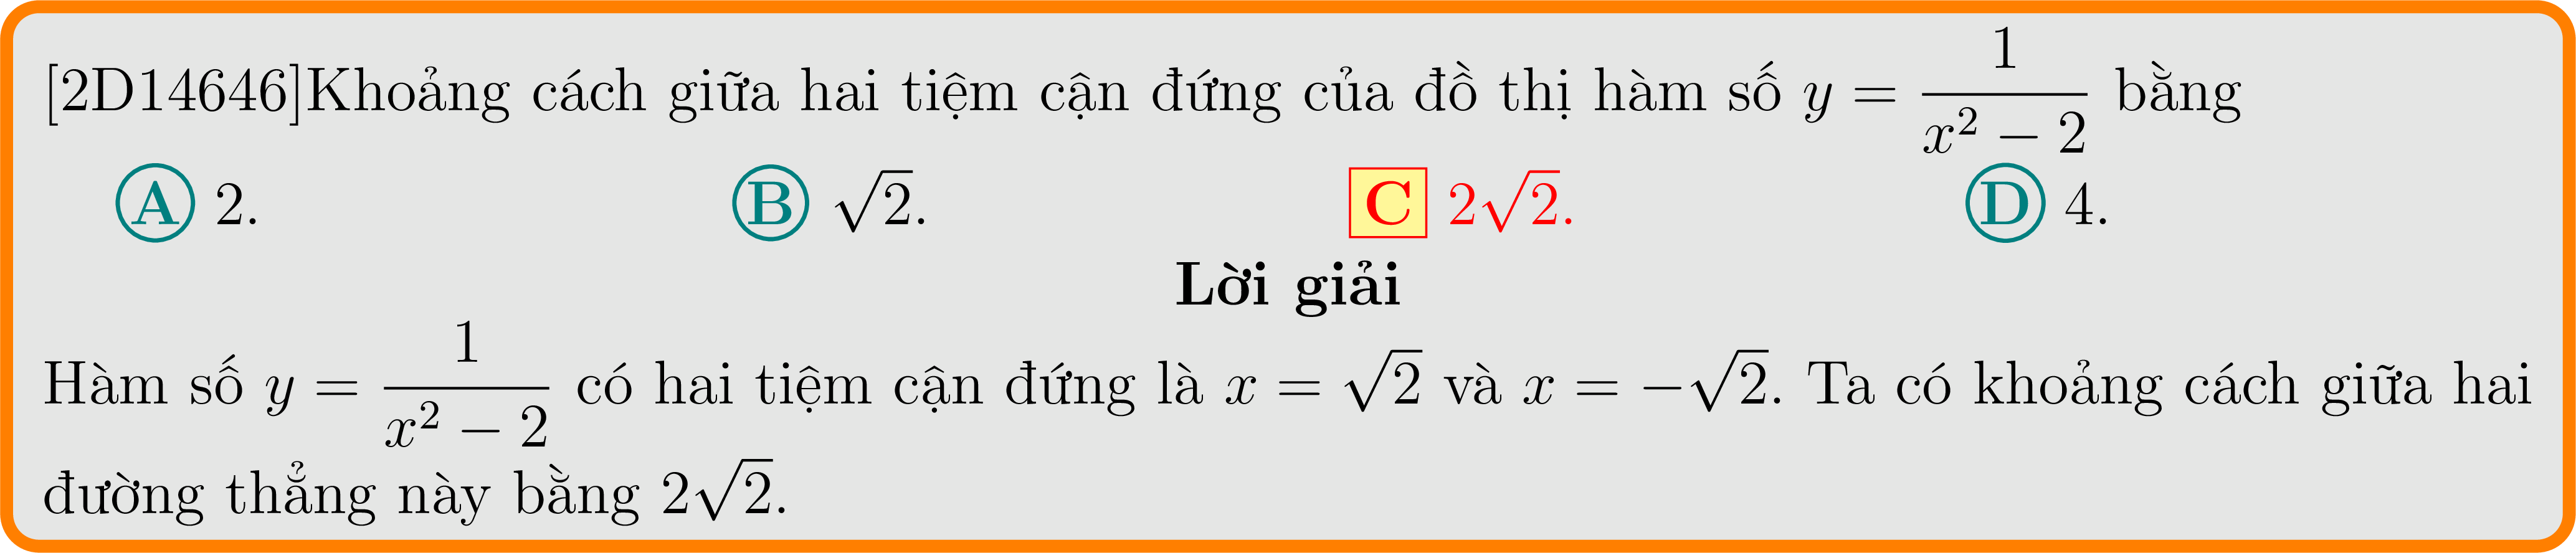 [2D14646]Khoảng cách giữa hai tiệm cận đứng của đồ thị hàm số $y = \dfrac{1}{x^2 - 2}$ bằng
A 2. B $\sqrt{2}$. C $2\sqrt{2}$. D 4.
Lời giải
Hàm số $y = \dfrac{1}{x^2 - 2}$ có hai tiệm cận đứng là $x = \sqrt{2}$ và $x = -\sqrt{2}$. Ta có khoảng cách giữa hai
đường thẳng này bằng $2\sqrt{2}$.